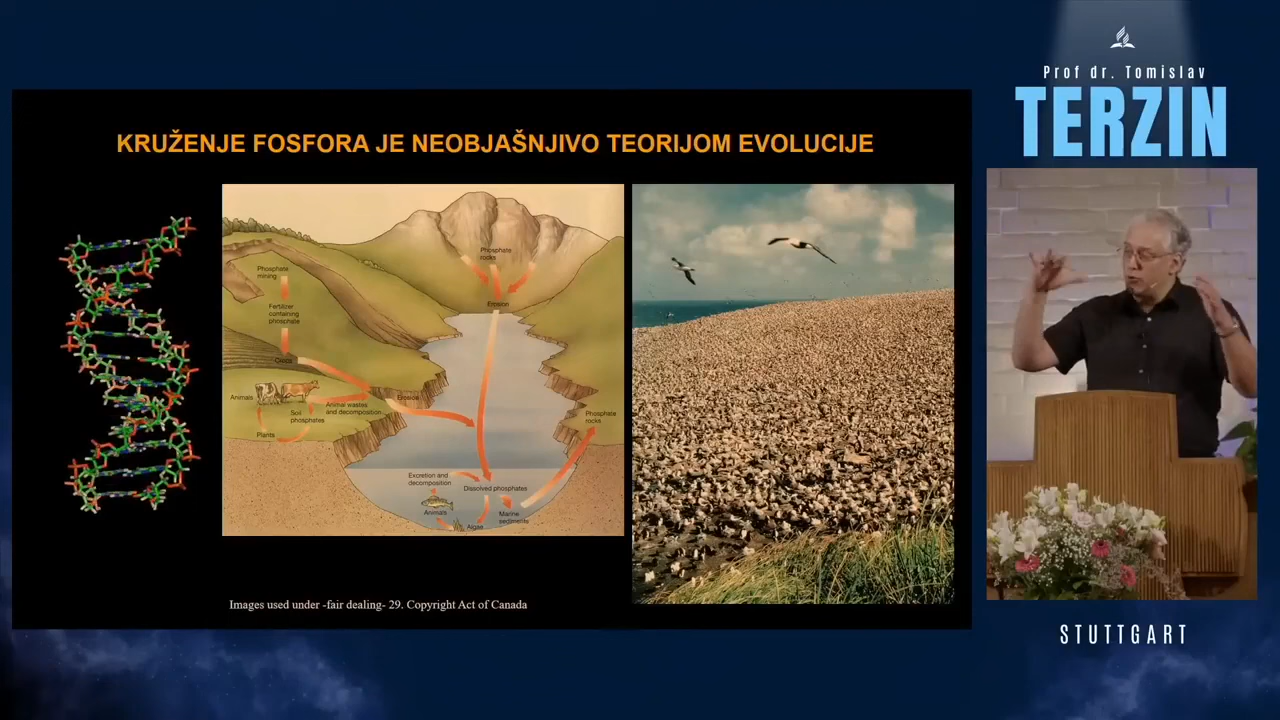 Prof dr. Tomislav
TERZIN
KRUŽENJE FOSFORA JE NEOBJAŠNJIVO TEORIJOM EVOLUCIJE
Phosphate
rocks
Phosphate
mining
Erosion
Fertilizer
containing
phosphate
Crops
Animals
Animal wastes
and decomposition
Erosion
Soil
phosphates
Phosphate
rocks
Plants
Excretion and
decomposition
Dissolved phosphates
Animals
Marine
sediments
Algae
Images used under -fair dealing- 29. Copyright Act of Canada
STUTTGART